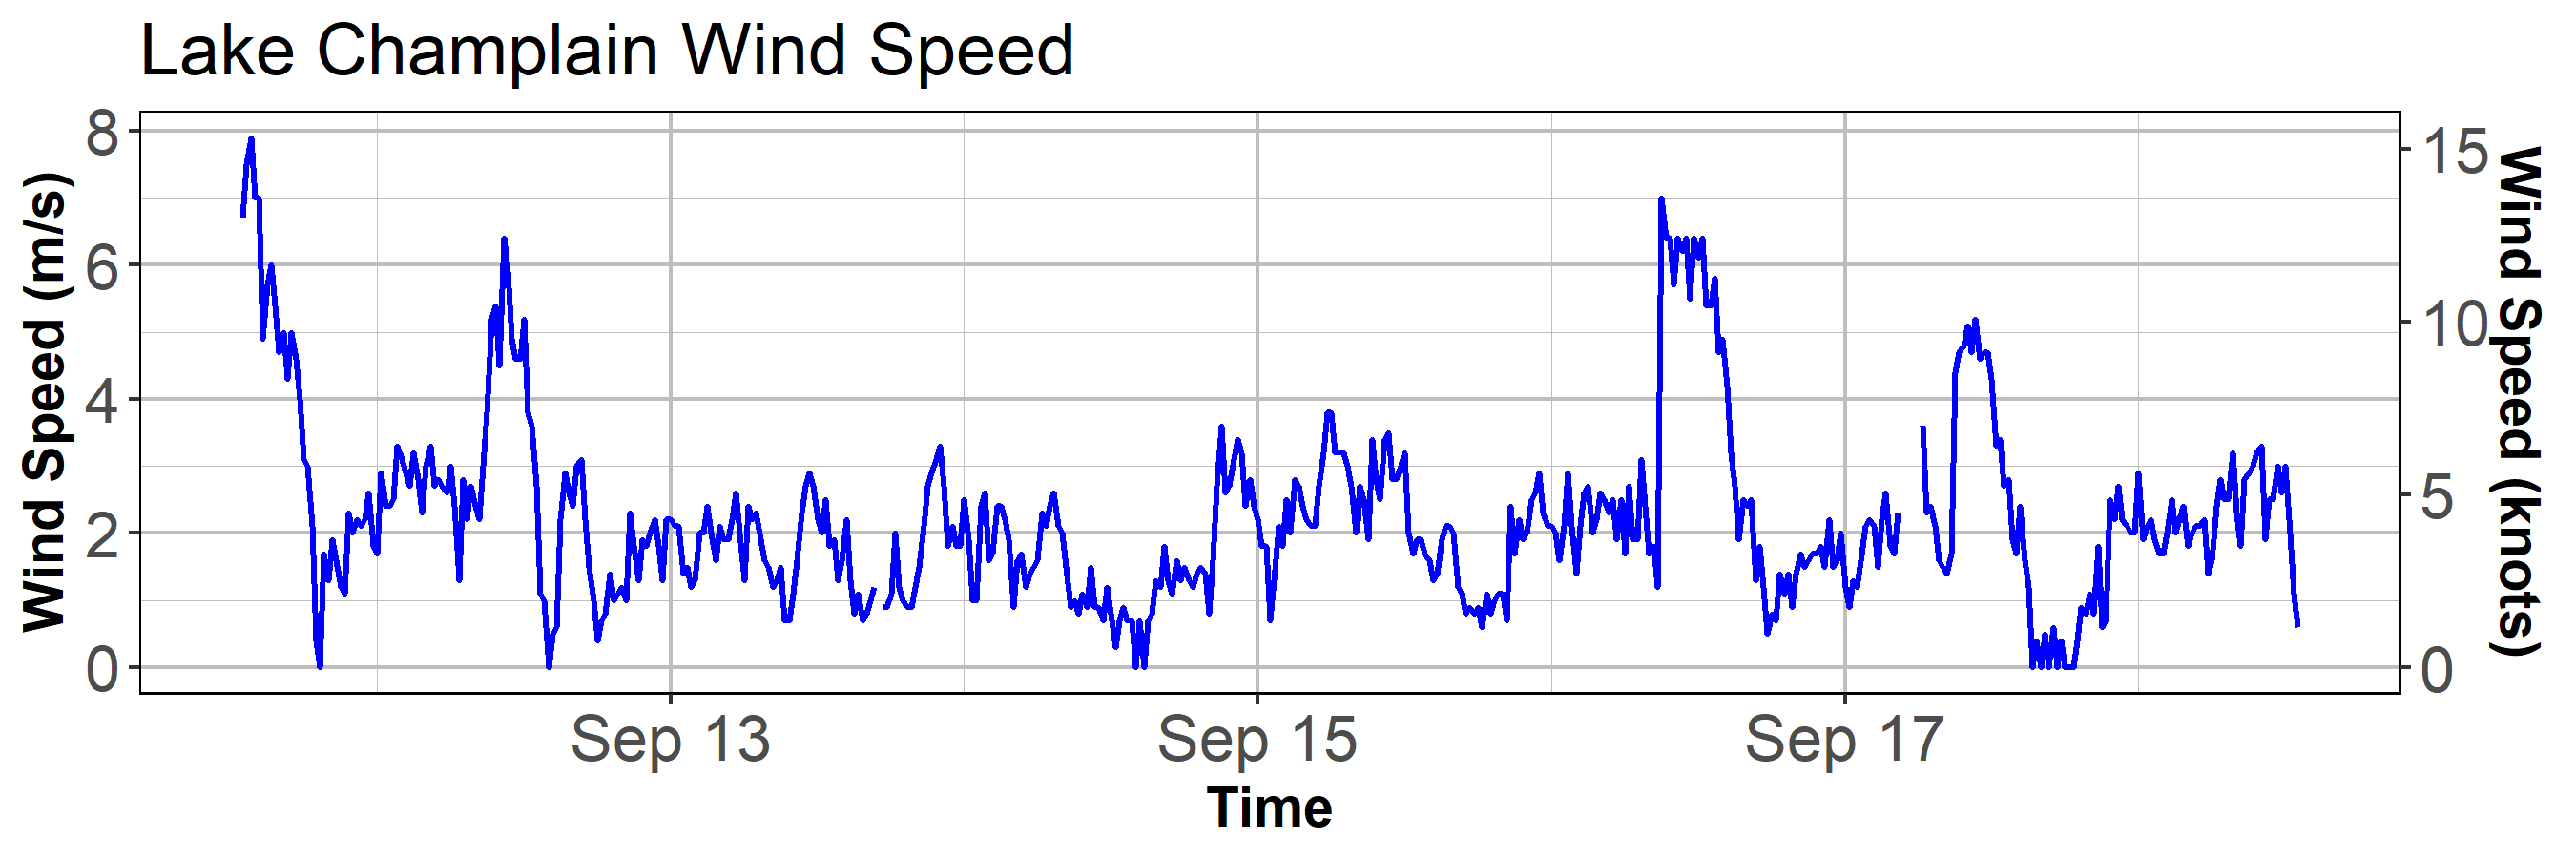 Lake Champlain Wind Speed
Wind Speed (m/s)
8
6
4
2
0
15
10
5
0
Wind Speed (knots)
Sep 13
Sep 15
Sep 17
Time